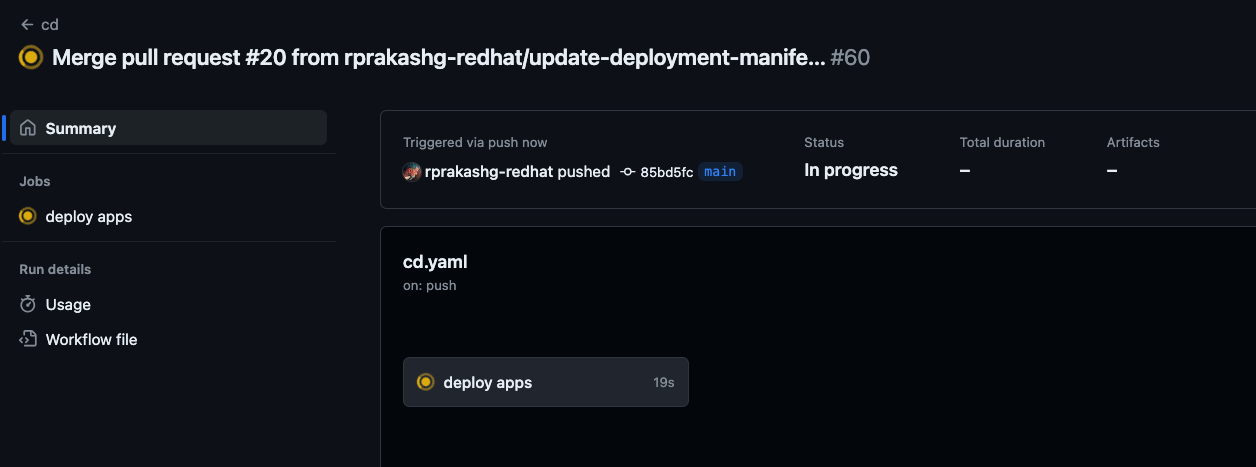 cd
Merge pull request #20 from rprakashg-redhat/update-deployment-manife... #60
Summary
Jobs
deploy apps
Run details
Usage
Workflow file
Triggered via push now
rprakashg-redhat pushed 85bd5fc main
Status
In progress
Total duration
–
Artifacts
–
cd.yaml
on: push
deploy apps 19s